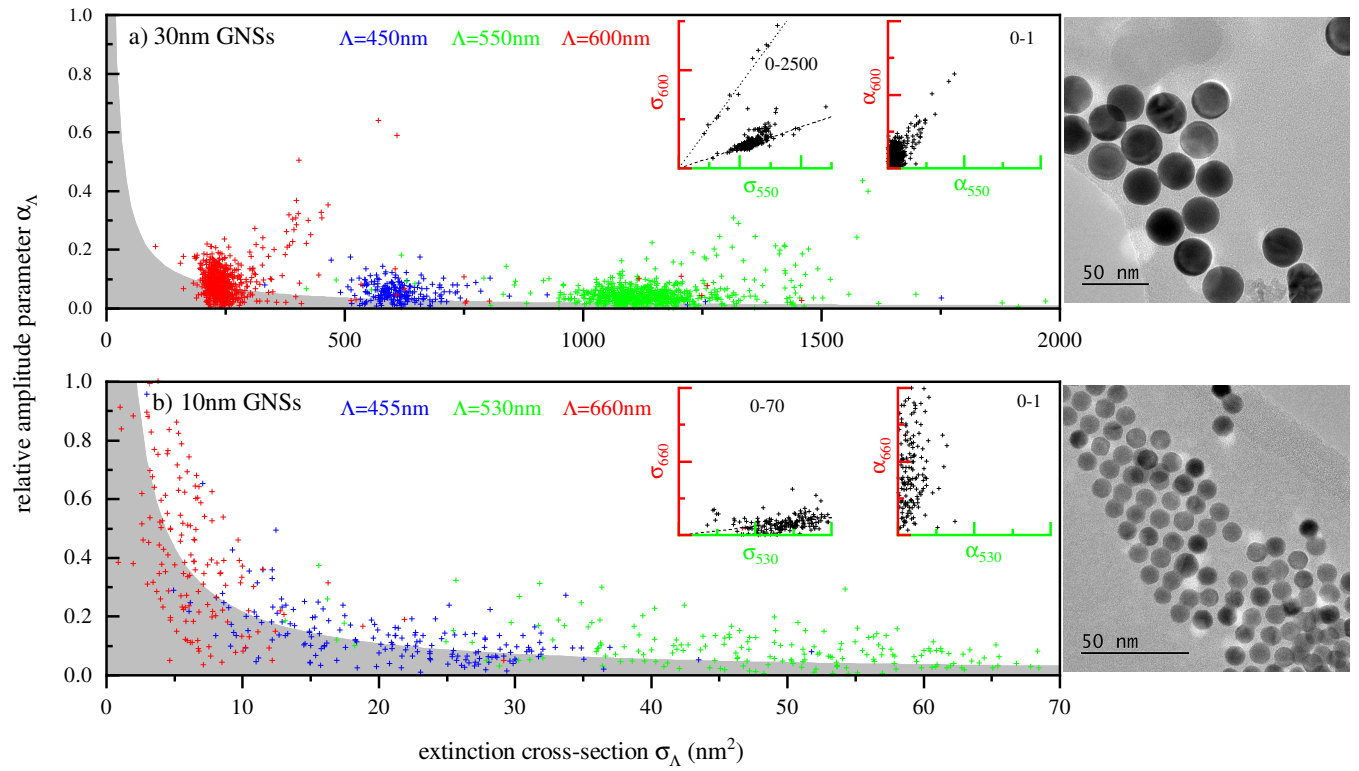 a) 30nm GNSs Λ=450nm Λ=550nm Λ=600nm
0-2500 0-1
σ600 α600
σ550 α550
1.0
0.8
0.6
0.4
0.2
0.0
0 500 1000 1500 2000
50 nm
relative amplitude parameter αΛ
b) 10nm GNSs Λ=455nm Λ=530nm Λ=660nm
0-70 0-1
σ660 α660
σ530 α530
1.0
0.8
0.6
0.4
0.2
0.0
0 10 20 30 40 50 60 70
50 nm
extinction cross-section σΛ (nm²)